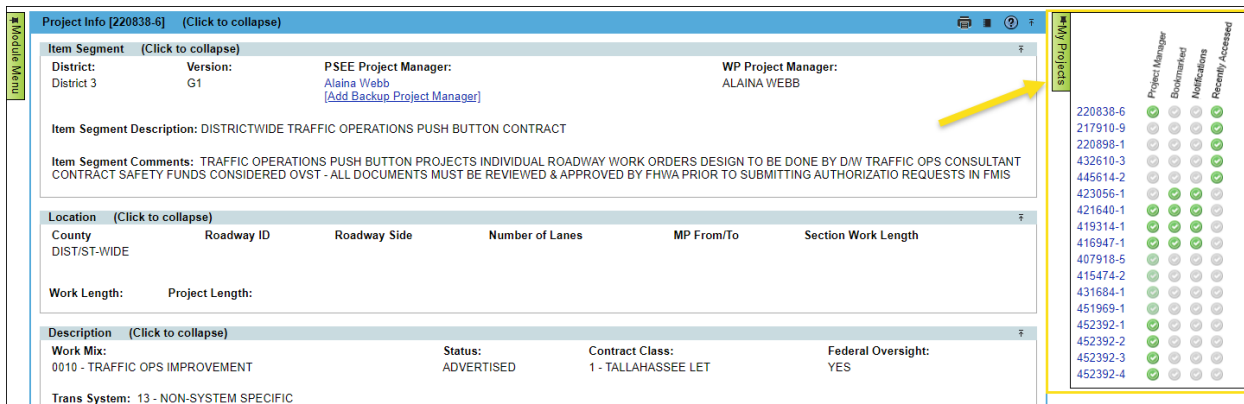 Module Menu
Project Info [220838-6] (Click to collapse)
Item Segment (Click to collapse)
District: Version: PSEE Project Manager: WP Project Manager:
District 3 G1 Alaina Webb ALAINA WEBB
[Add Backup Project Manager]
Item Segment Description: DISTRICTWIDE TRAFFIC OPERATIONS PUSH BUTTON CONTRACT
Item Segment Comments: TRAFFIC OPERATIONS PUSH BUTTON PROJECTS INDIVIDUAL ROADWAY WORK ORDERS DESIGN TO BE DONE BY D/W TRAFFIC OPS CONSULTANT
CONTRACT SAFETY FUNDS CONSIDERED OVST - ALL DOCUMENTS MUST BE REVIEWED & APPROVED BY FHWA PRIOR TO SUBMITTING AUTHORIZATIO REQUESTS IN FMIS
Location (Click to collapse)
County Roadway ID Roadway Side Number of Lanes MP From/To Section Work Length
DIST/ST-WIDE
Work Length: Project Length:
Description (Click to collapse)
Work Mix: Status: Contract Class: Federal Oversight:
0010 - TRAFFIC OPS IMPROVEMENT ADVERTISED 1 - TALLAHASSEE LET YES
Trans System: 13 - NON-SYSTEM SPECIFIC
My Projects
Project Manager
Bookmarked
Notifications
Recently Accessed
220838-6
217910-9
220898-1
432610-3
445614-2
423056-1
421640-1
419314-1
416947-1
407918-5
415474-2
431684-1
451969-1
452392-1
452392-2
452392-3
452392-4